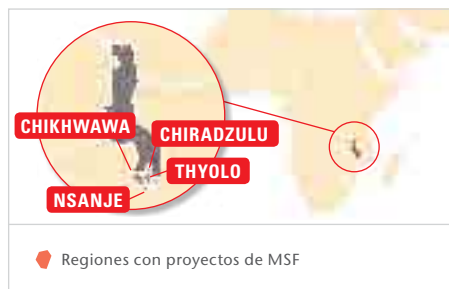 CHIKHWAWA
CHIRADZULU
THYOLO
NSANJE
Regiones con proyectos de MSF